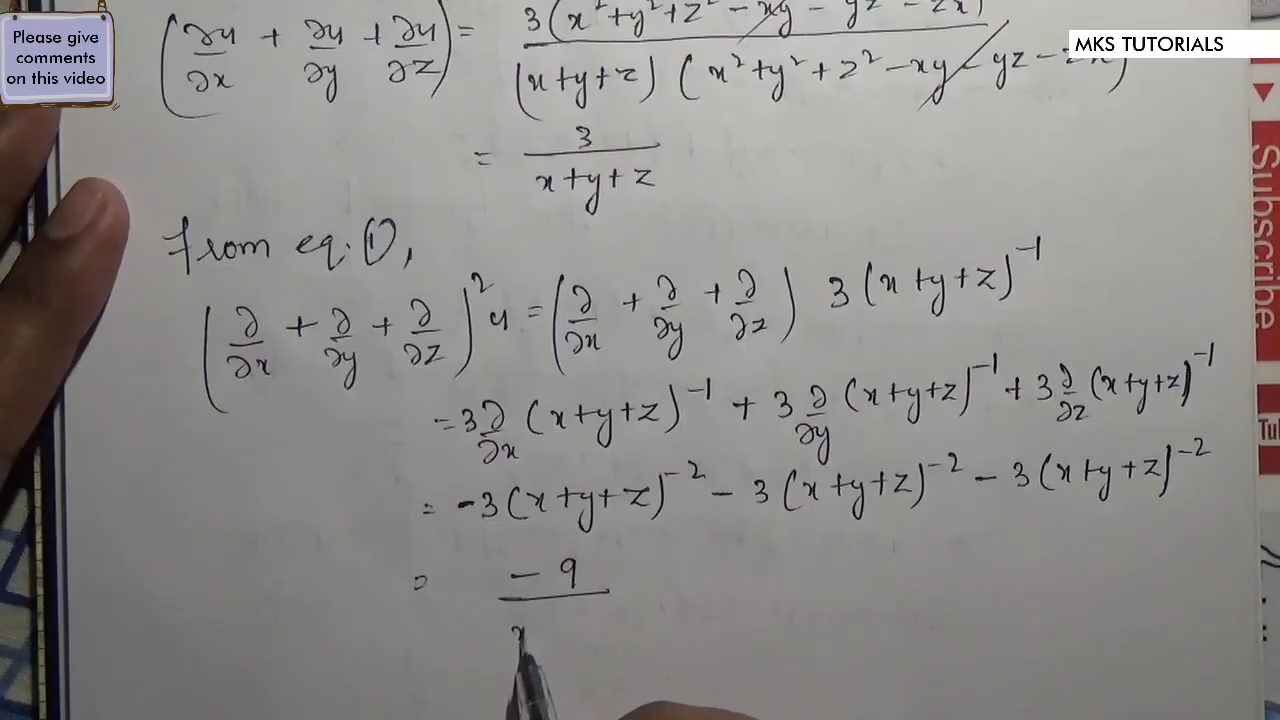 Please give
comments
on this video
MKS TUTORIALS
(∂u/∂x + ∂u/∂y + ∂u/∂z) = 3(x²+y²+z²-xy-yz-zx) / (x+y+z) (x²+y²+z²-xy-yz-zx)
= 3 / x+y+z
From eq. ①,
(∂/∂x + ∂/∂y + ∂/∂z)² u = (∂/∂x + ∂/∂y + ∂/∂z) 3(x+y+z)⁻¹
= 3 ∂/∂x (x+y+z)⁻¹ + 3 ∂/∂y (x+y+z)⁻¹ + 3 ∂/∂z (x+y+z)⁻¹
= -3(x+y+z)⁻² - 3(x+y+z)⁻² - 3(x+y+z)⁻²
= -9 / x
Subscribe
Tu